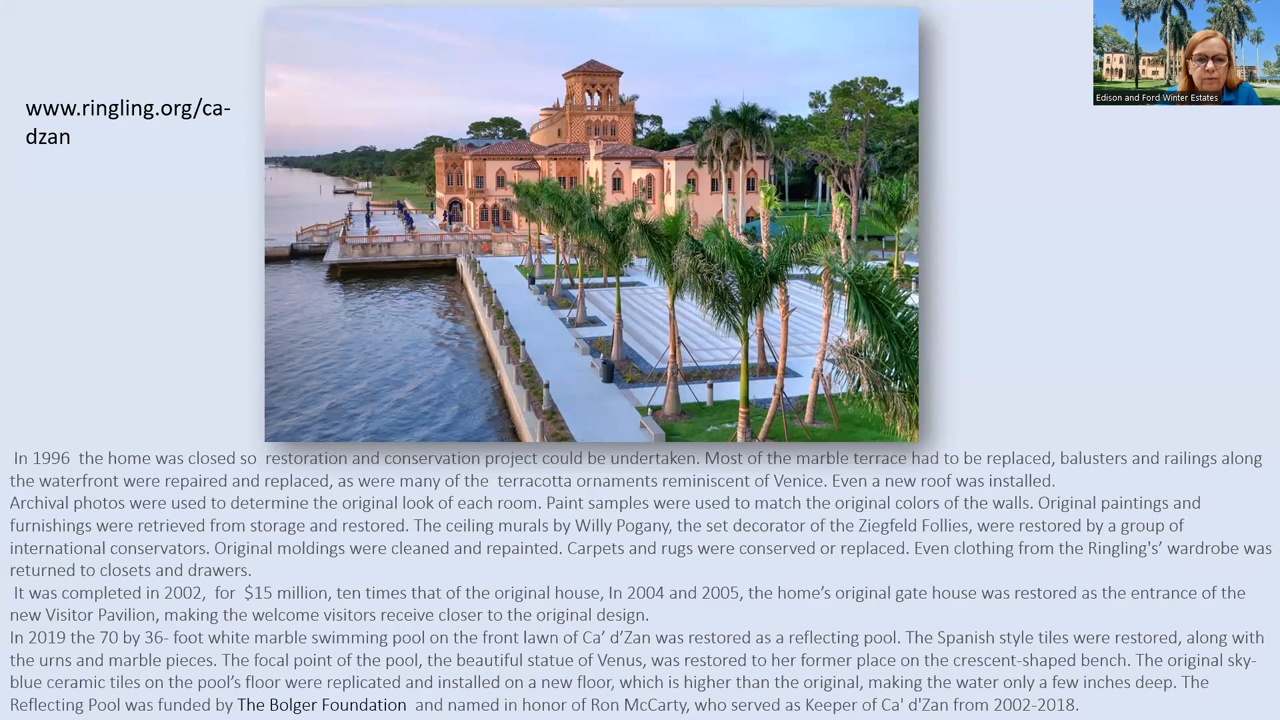 www.ringling.org/ca-
dzan
Edison and Ford Winter Estates
In 1996 the home was closed so restoration and conservation project could be undertaken. Most of the marble terrace had to be replaced, balusters and railings along
the waterfront were repaired and replaced, as were many of the terracotta ornaments reminiscent of Venice. Even a new roof was installed.
Archival photos were used to determine the original look of each room. Paint samples were used to match the original colors of the walls. Original paintings and
furnishings were retrieved from storage and restored. The ceiling murals by Willy Pogany, the set decorator of the Ziegfeld Follies, were restored by a group of
international conservators. Original moldings were cleaned and repainted. Carpets and rugs were conserved or replaced. Even clothing from the Ringling's’ wardrobe was
returned to closets and drawers.
It was completed in 2002, for $15 million, ten times that of the original house, In 2004 and 2005, the home’s original gate house was restored as the entrance of the
new Visitor Pavilion, making the welcome visitors receive closer to the original design.
In 2019 the 70 by 36- foot white marble swimming pool on the front lawn of Ca’ d’Zan was restored as a reflecting pool. The Spanish style tiles were restored, along with
the urns and marble pieces. The focal point of the pool, the beautiful statue of Venus, was restored to her former place on the crescent-shaped bench. The original sky-
blue ceramic tiles on the pool’s floor were replicated and installed on a new floor, which is higher than the original, making the water only a few inches deep. The
Reflecting Pool was funded by The Bolger Foundation and named in honor of Ron McCarty, who served as Keeper of Ca' d'Zan from 2002-2018.